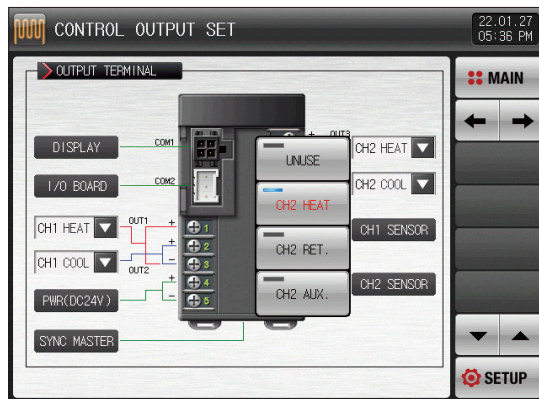 CONTROL OUTPUT SET
22.01.27
05:36 PM
OUTPUT TERMINAL
MAIN
DISPLAY
COM1
OUT3
CH2 HEAT
UNUSE
I/O BOARD
COM2
CH2 COOL
CH2 HEAT
CH1 HEAT
OUT1
+
1
CH1 SENSOR
+
2
CH2 RET.
CH1 COOL
OUT2
-
3
+
4
CH2 AUX.
CH2 SENSOR
PWR(DC24V)
-
5
SYNC MASTER
SETUP